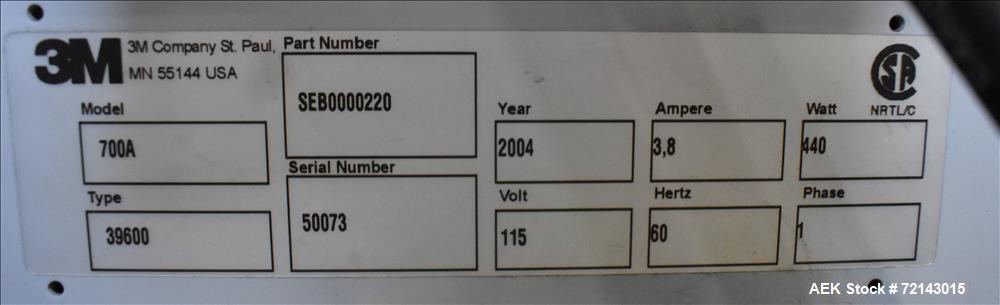 3M
3M Company St. Paul,
MN 55144 USA
Part Number
SEB0000220
Model
700A
Year
2004
Ampere
3,8
Watt
440
SA
NRTL/C
Type
39600
Serial Number
50073
Volt
115
Hertz
60
Phase
1
AEK Stock # 72143015